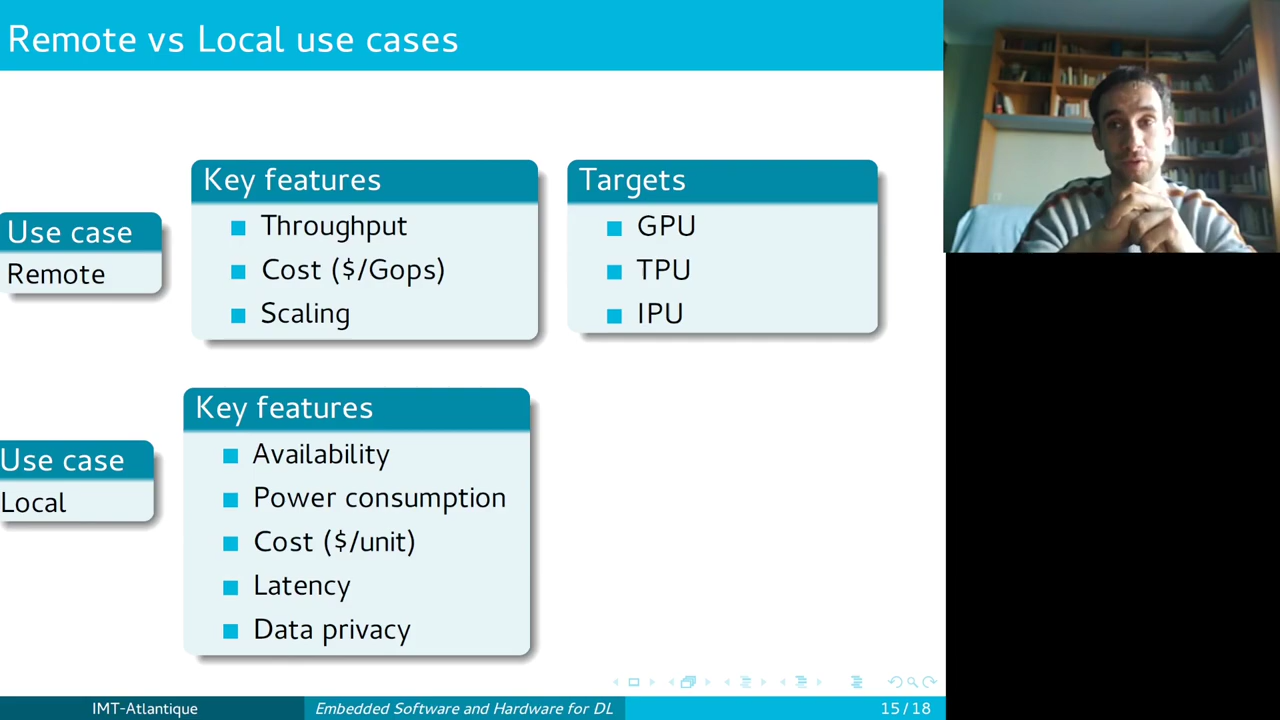 Remote vs Local use cases
Use case
Remote
Key features
Throughput
Cost ($/Gops)
Scaling
Targets
GPU
TPU
IPU
Use case
Local
Key features
Availability
Power consumption
Cost ($/unit)
Latency
Data privacy
IMT-Atlantique
Embedded Software and Hardware for DL
15/18